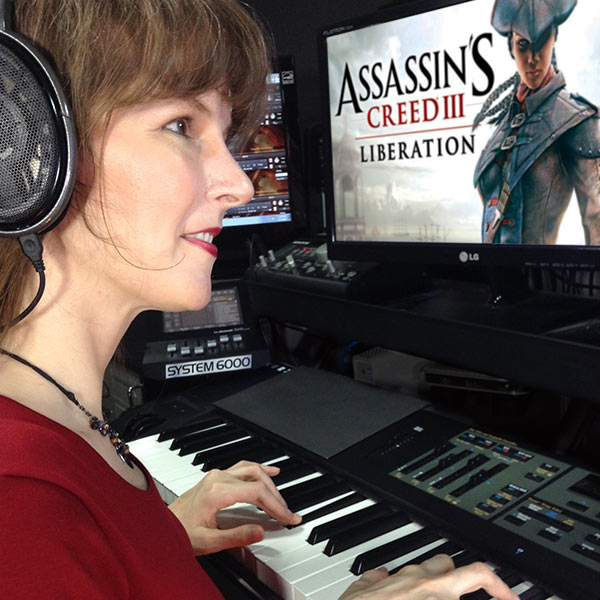 ASSASSIN'S
CREED III
LIBERATION
LG
SYSTEM 6000